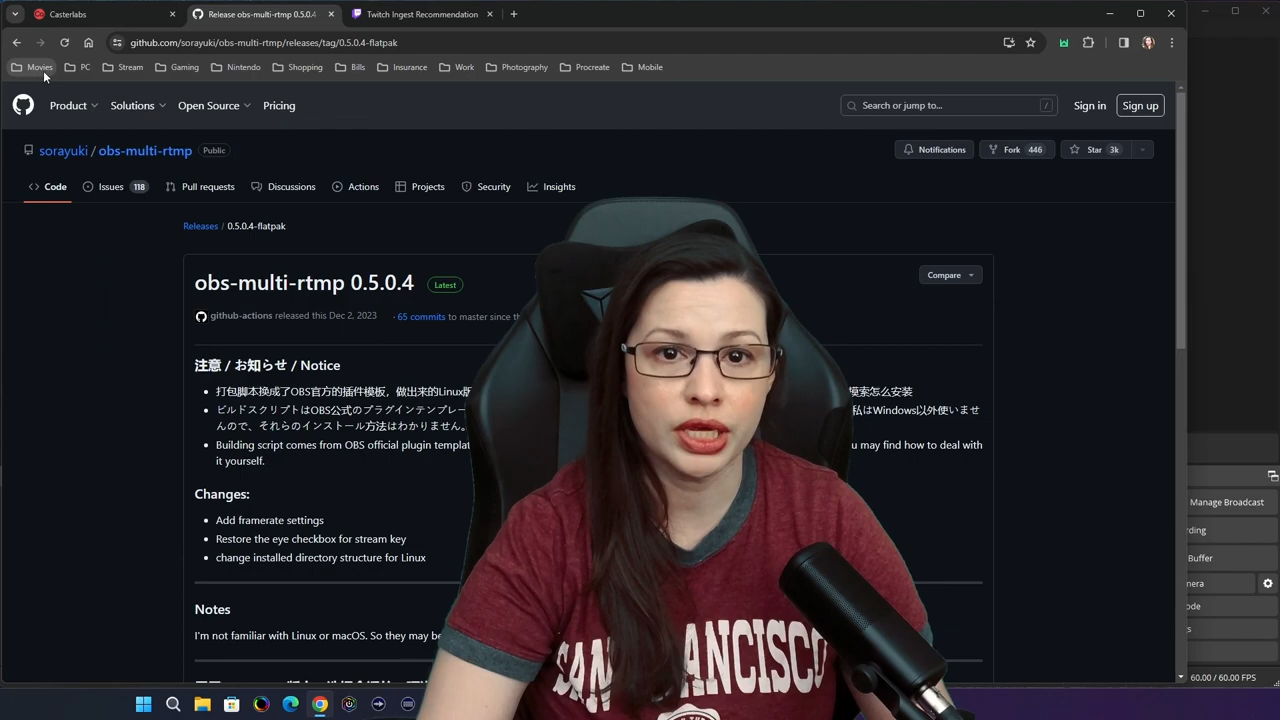 Casterlabs
Release obs-multi-rtmp 0.5.0.4
Twitch Ingest Recommendation
github.com/sorayuki/obs-multi-rtmp/releases/tag/0.5.0.4-flatpak
Movies PC Stream Gaming Nintendo Shopping Bills Insurance Work Photography Procreate Mobile
Product Solutions Open Source Pricing Search or jump to... / Sign in Sign up
sorayuki / obs-multi-rtmp Public Notifications Fork 446 Star 3k
Code Issues 118 Pull requests Discussions Actions Projects Security Insights
Releases / 0.5.0.4-flatpak
obs-multi-rtmp 0.5.0.4 Latest Compare
github-actions released this Dec 2, 2023 · 65 commits to master since
注意 / お知らせ / Notice
打包脚本换成了OBS官方的插件模板，做出来的Linux版 摸索怎么安装
ビルドスクリプトはOBS公式のプラグインテンプレー 私はWindows以外使いませ
んので、それらのインストール方法はわかりません。
Building script comes from OBS official plugin templat you may find how to deal with
it yourself.
Changes:
Add framerate settings
Restore the eye checkbox for stream key
change installed directory structure for Linux
Notes
I'm not familiar with Linux or macOS. So they may be
Manage Broadcast
rding
Buffer
mera
ode
s
60.00 / 60.00 FPS
SAN FRANCISCO